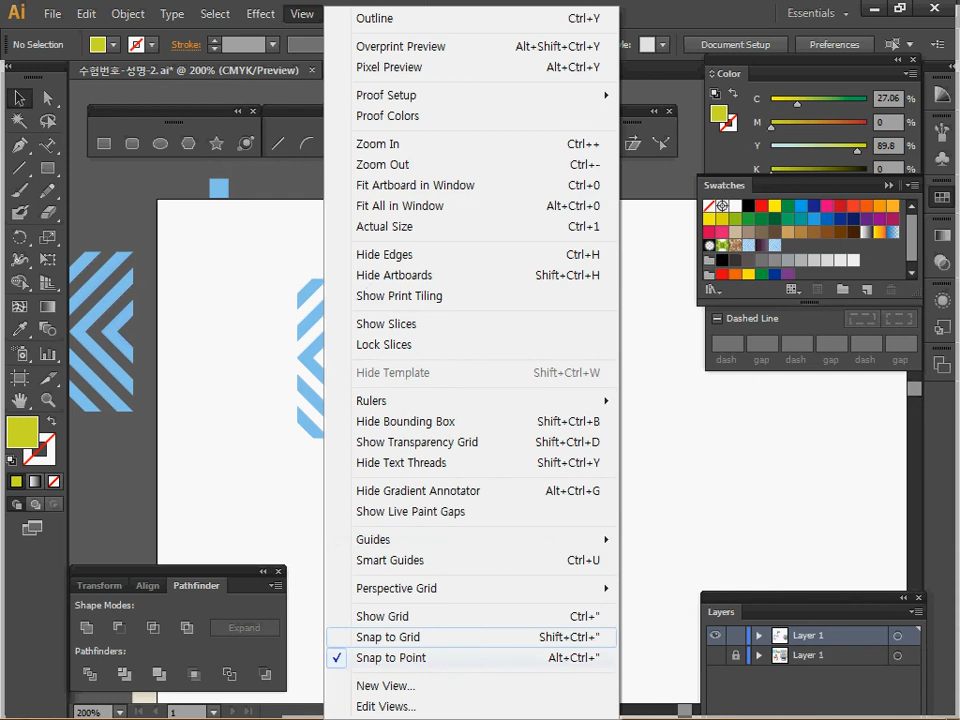 Ai File Edit Object Type Select Effect View Essentials
No Selection Stroke: Document Setup Preferences
수험번호-성명-2.ai* @ 200% (CMYK/Preview)
Outline Ctrl+Y
Overprint Preview Alt+Shift+Ctrl+Y
Pixel Preview Alt+Ctrl+Y
Proof Setup
Proof Colors
Zoom In Ctrl++
Zoom Out Ctrl+-
Fit Artboard in Window Ctrl+0
Fit All in Window Alt+Ctrl+0
Actual Size Ctrl+1
Hide Edges Ctrl+H
Hide Artboards Shift+Ctrl+H
Show Print Tiling
Show Slices
Lock Slices
Hide Template Shift+Ctrl+W
Rulers
Hide Bounding Box Shift+Ctrl+B
Show Transparency Grid Shift+Ctrl+D
Hide Text Threads Shift+Ctrl+Y
Hide Gradient Annotator Alt+Ctrl+G
Show Live Paint Gaps
Guides
Smart Guides Ctrl+U
Perspective Grid
Show Grid Ctrl+"
Snap to Grid Shift+Ctrl+"
Snap to Point Alt+Ctrl+"
New View...
Edit Views...
Color
C 27.06 %
M 0 %
Y 89.8 %
K 0 %
Swatches
Dashed Line
dash gap dash gap dash gap
Transform Align Pathfinder
Shape Modes:
Expand
Pathfinders:
Layers
Layer 1
Layer 1
200% 1